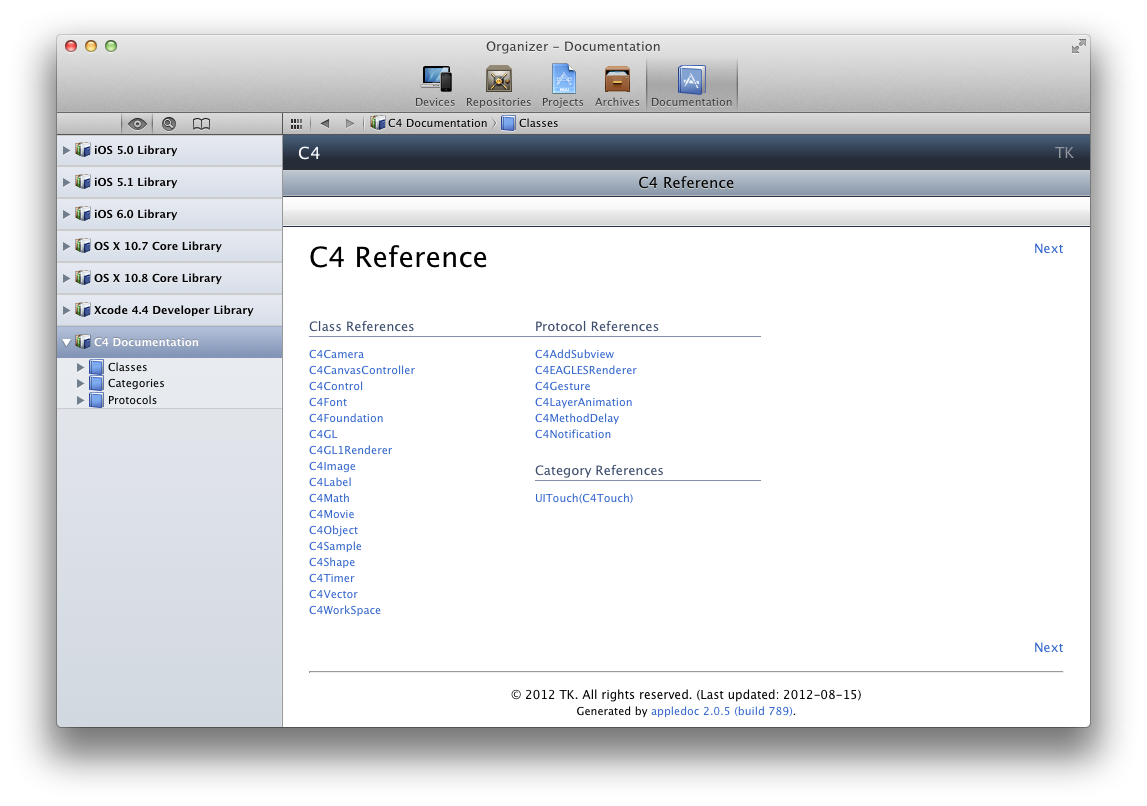 Organizer – Documentation
Devices Repositories Projects Archives Documentation
C4 Documentation Classes
iOS 5.0 Library
iOS 5.1 Library
iOS 6.0 Library
OS X 10.7 Core Library
OS X 10.8 Core Library
Xcode 4.4 Developer Library
C4 Documentation
Classes
Categories
Protocols
C4 TK
C4 Reference
C4 Reference
Next
Class References
C4Camera
C4CanvasController
C4Control
C4Font
C4Foundation
C4GL
C4GL1Renderer
C4Image
C4Label
C4Math
C4Movie
C4Object
C4Sample
C4Shape
C4Timer
C4Vector
C4WorkSpace
Protocol References
C4AddSubview
C4EAGLESRenderer
C4Gesture
C4LayerAnimation
C4MethodDelay
C4Notification
Category References
UITouch(C4Touch)
Next
© 2012 TK. All rights reserved. (Last updated: 2012-08-15)
Generated by appledoc 2.0.5 (build 789).